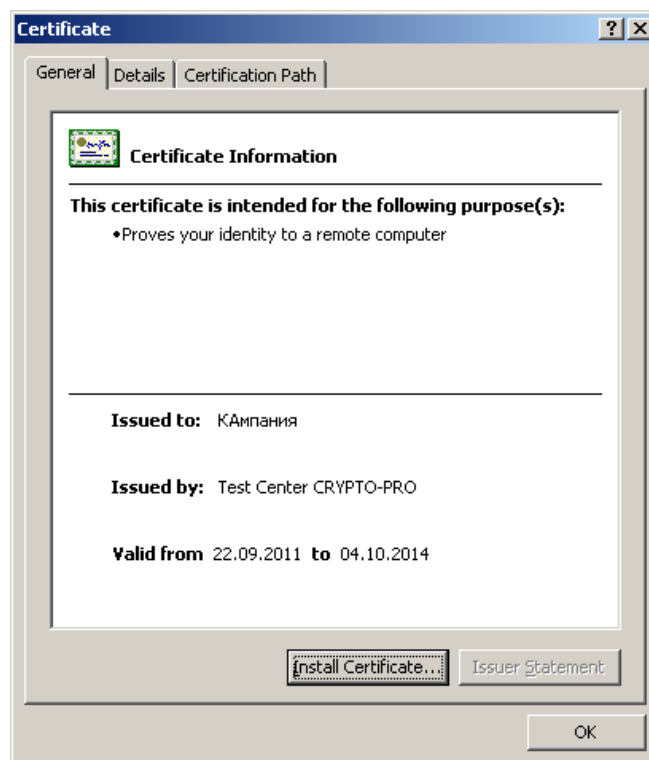 Certificate
General Details Certification Path
Certificate Information
This certificate is intended for the following purpose(s):
•Proves your identity to a remote computer
Issued to: КАмпания
Issued by: Test Center CRYPTO-PRO
Valid from 22.09.2011 to 04.10.2014
Install Certificate... Issuer Statement
OK